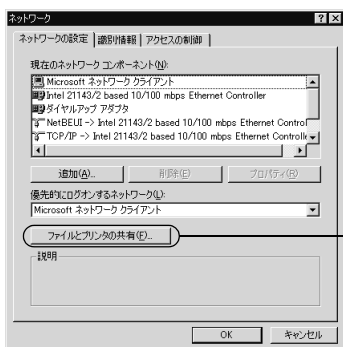 ネットワーク
ネットワークの設定 識別情報 アクセスの制御
現在のネットワーク コンポーネント(N):
Microsoft ネットワーク クライアント
Intel 21143/2 based 10/100 mbps Ethernet Controller
ダイヤルアップ アダプタ
NetBEUI -> Intel 21143/2 based 10/100 mbps Ethernet Control
TCP/IP -> Intel 21143/2 based 10/100 mbps Ethernet Controlle
追加(A)... 削除(E) プロパティ(R)
優先的にログオンするネットワーク(L):
Microsoft ネットワーク クライアント
ファイルとプリンタの共有(F)...
説明
OK キャンセル